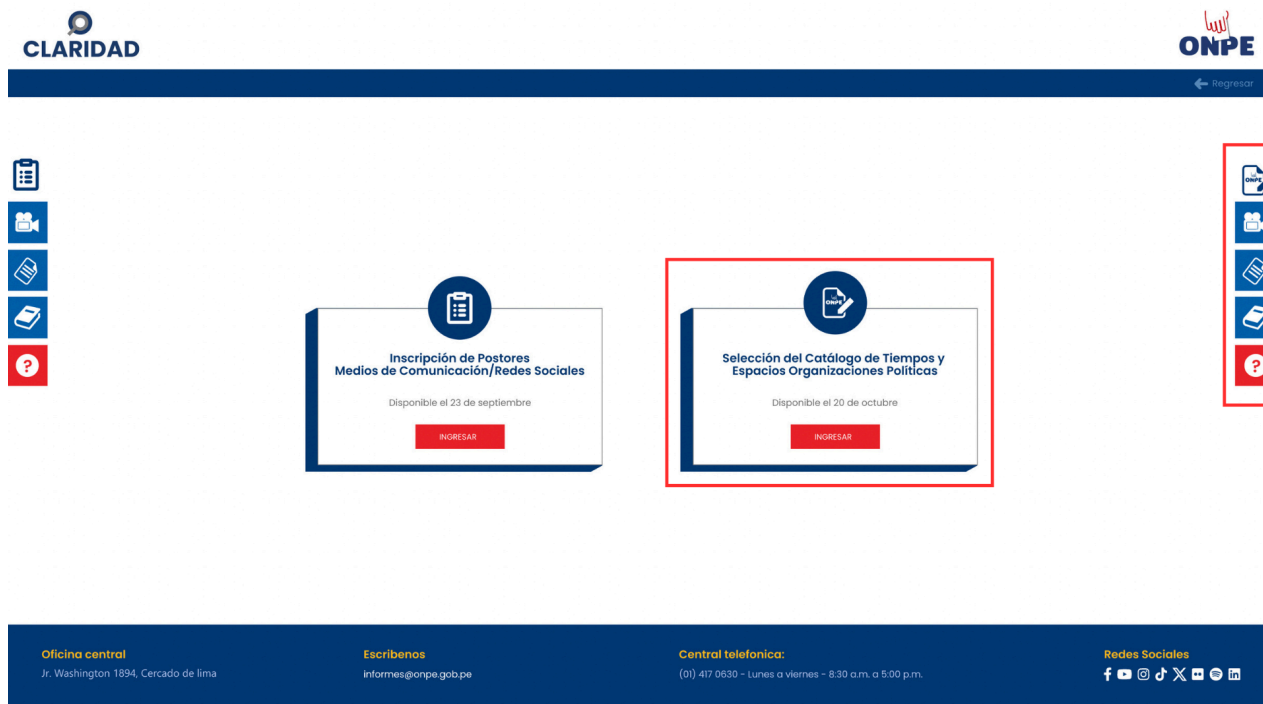 CLARIDAD
ONPE
Regresar
ONPE
ONPE
Inscripción de Postores
Medios de Comunicación/Redes Sociales
Disponible el 23 de septiembre
INGRESAR
Selección del Catálogo de Tiempos y
Espacios Organizaciones Políticas
Disponible el 20 de octubre
INGRESAR
Oficina central
Jr. Washington 1894, Cercado de lima
Escribenos
informes@onpe.gob.pe
Central telefonica:
(01) 417 0630 - Lunes a viernes - 8:30 a.m. a 5:00 p.m.
Redes Sociales